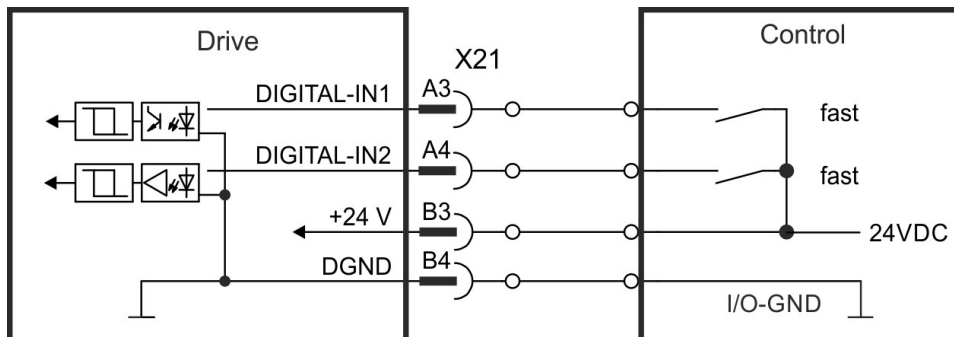 Drive
Control
X21
DIGITAL-IN1
A3
fast
DIGITAL-IN2
A4
fast
+24 V
B3
24VDC
DGND
B4
I/O-GND